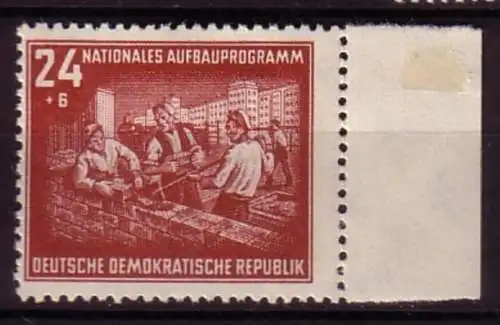 24 NATIONALES AUFBAUPROGRAMM
+ 6
DEUTSCHE DEMOKRATISCHE REPUBLIK